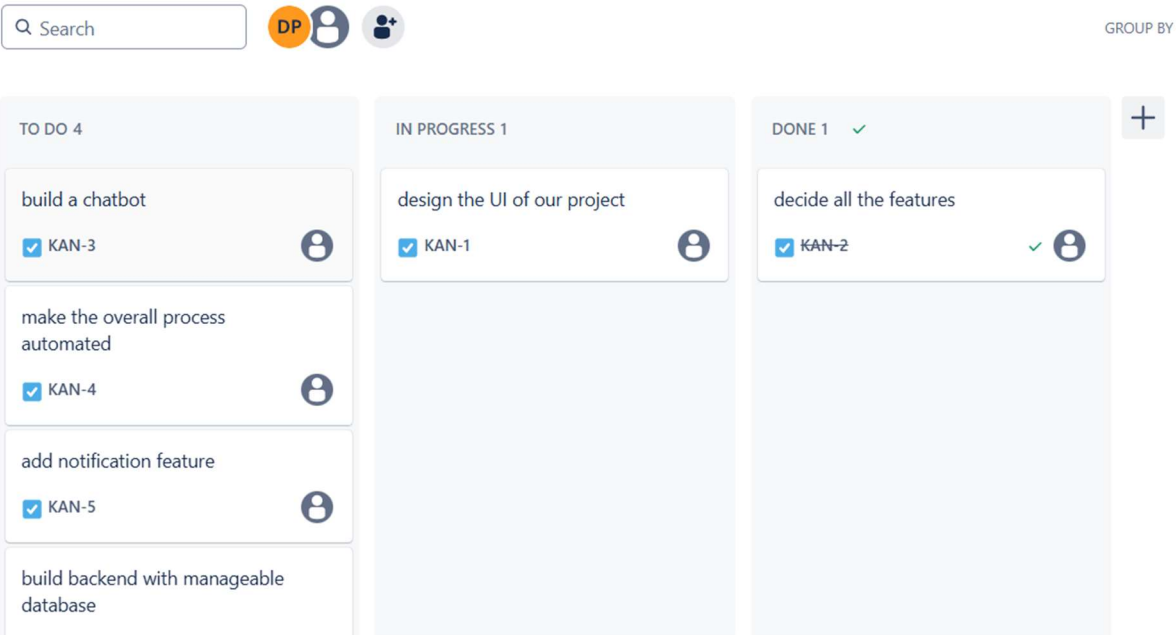 Search
DP
GROUP BY
TO DO 4
build a chatbot
KAN-3
make the overall process
automated
KAN-4
add notification feature
KAN-5
build backend with manageable
database
IN PROGRESS 1
design the UI of our project
KAN-1
DONE 1
decide all the features
KAN-2